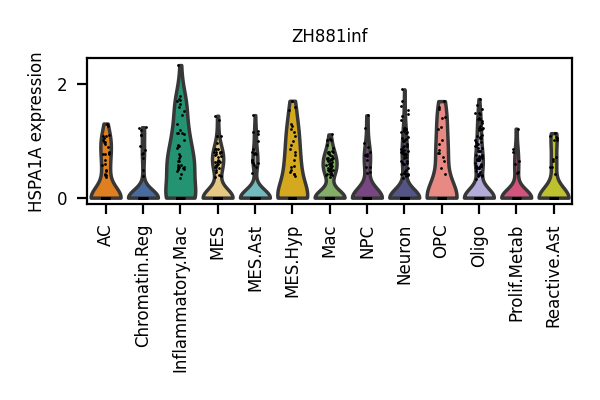 ZH881inf
HSPA1A expression
2
0
AC
Chromatin.Reg
Inflammatory.Mac
MES
MES.Ast
MES.Hyp
Mac
NPC
Neuron
OPC
Oligo
Prolif.Metab
Reactive.Ast